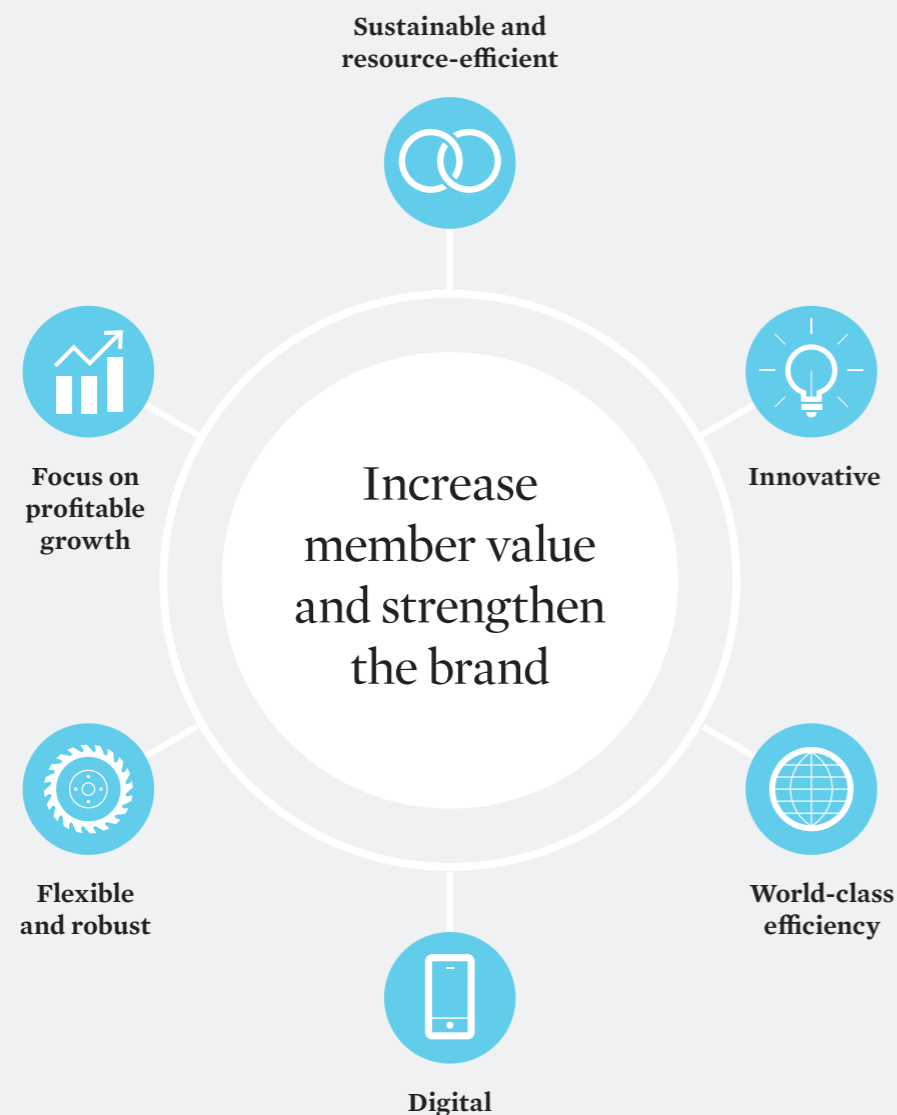 Sustainable and
resource-efficient
Innovative
Focus on
profitable
growth
Increase
member value
and strengthen
the brand
Flexible
and robust
World-class
efficiency
Digital